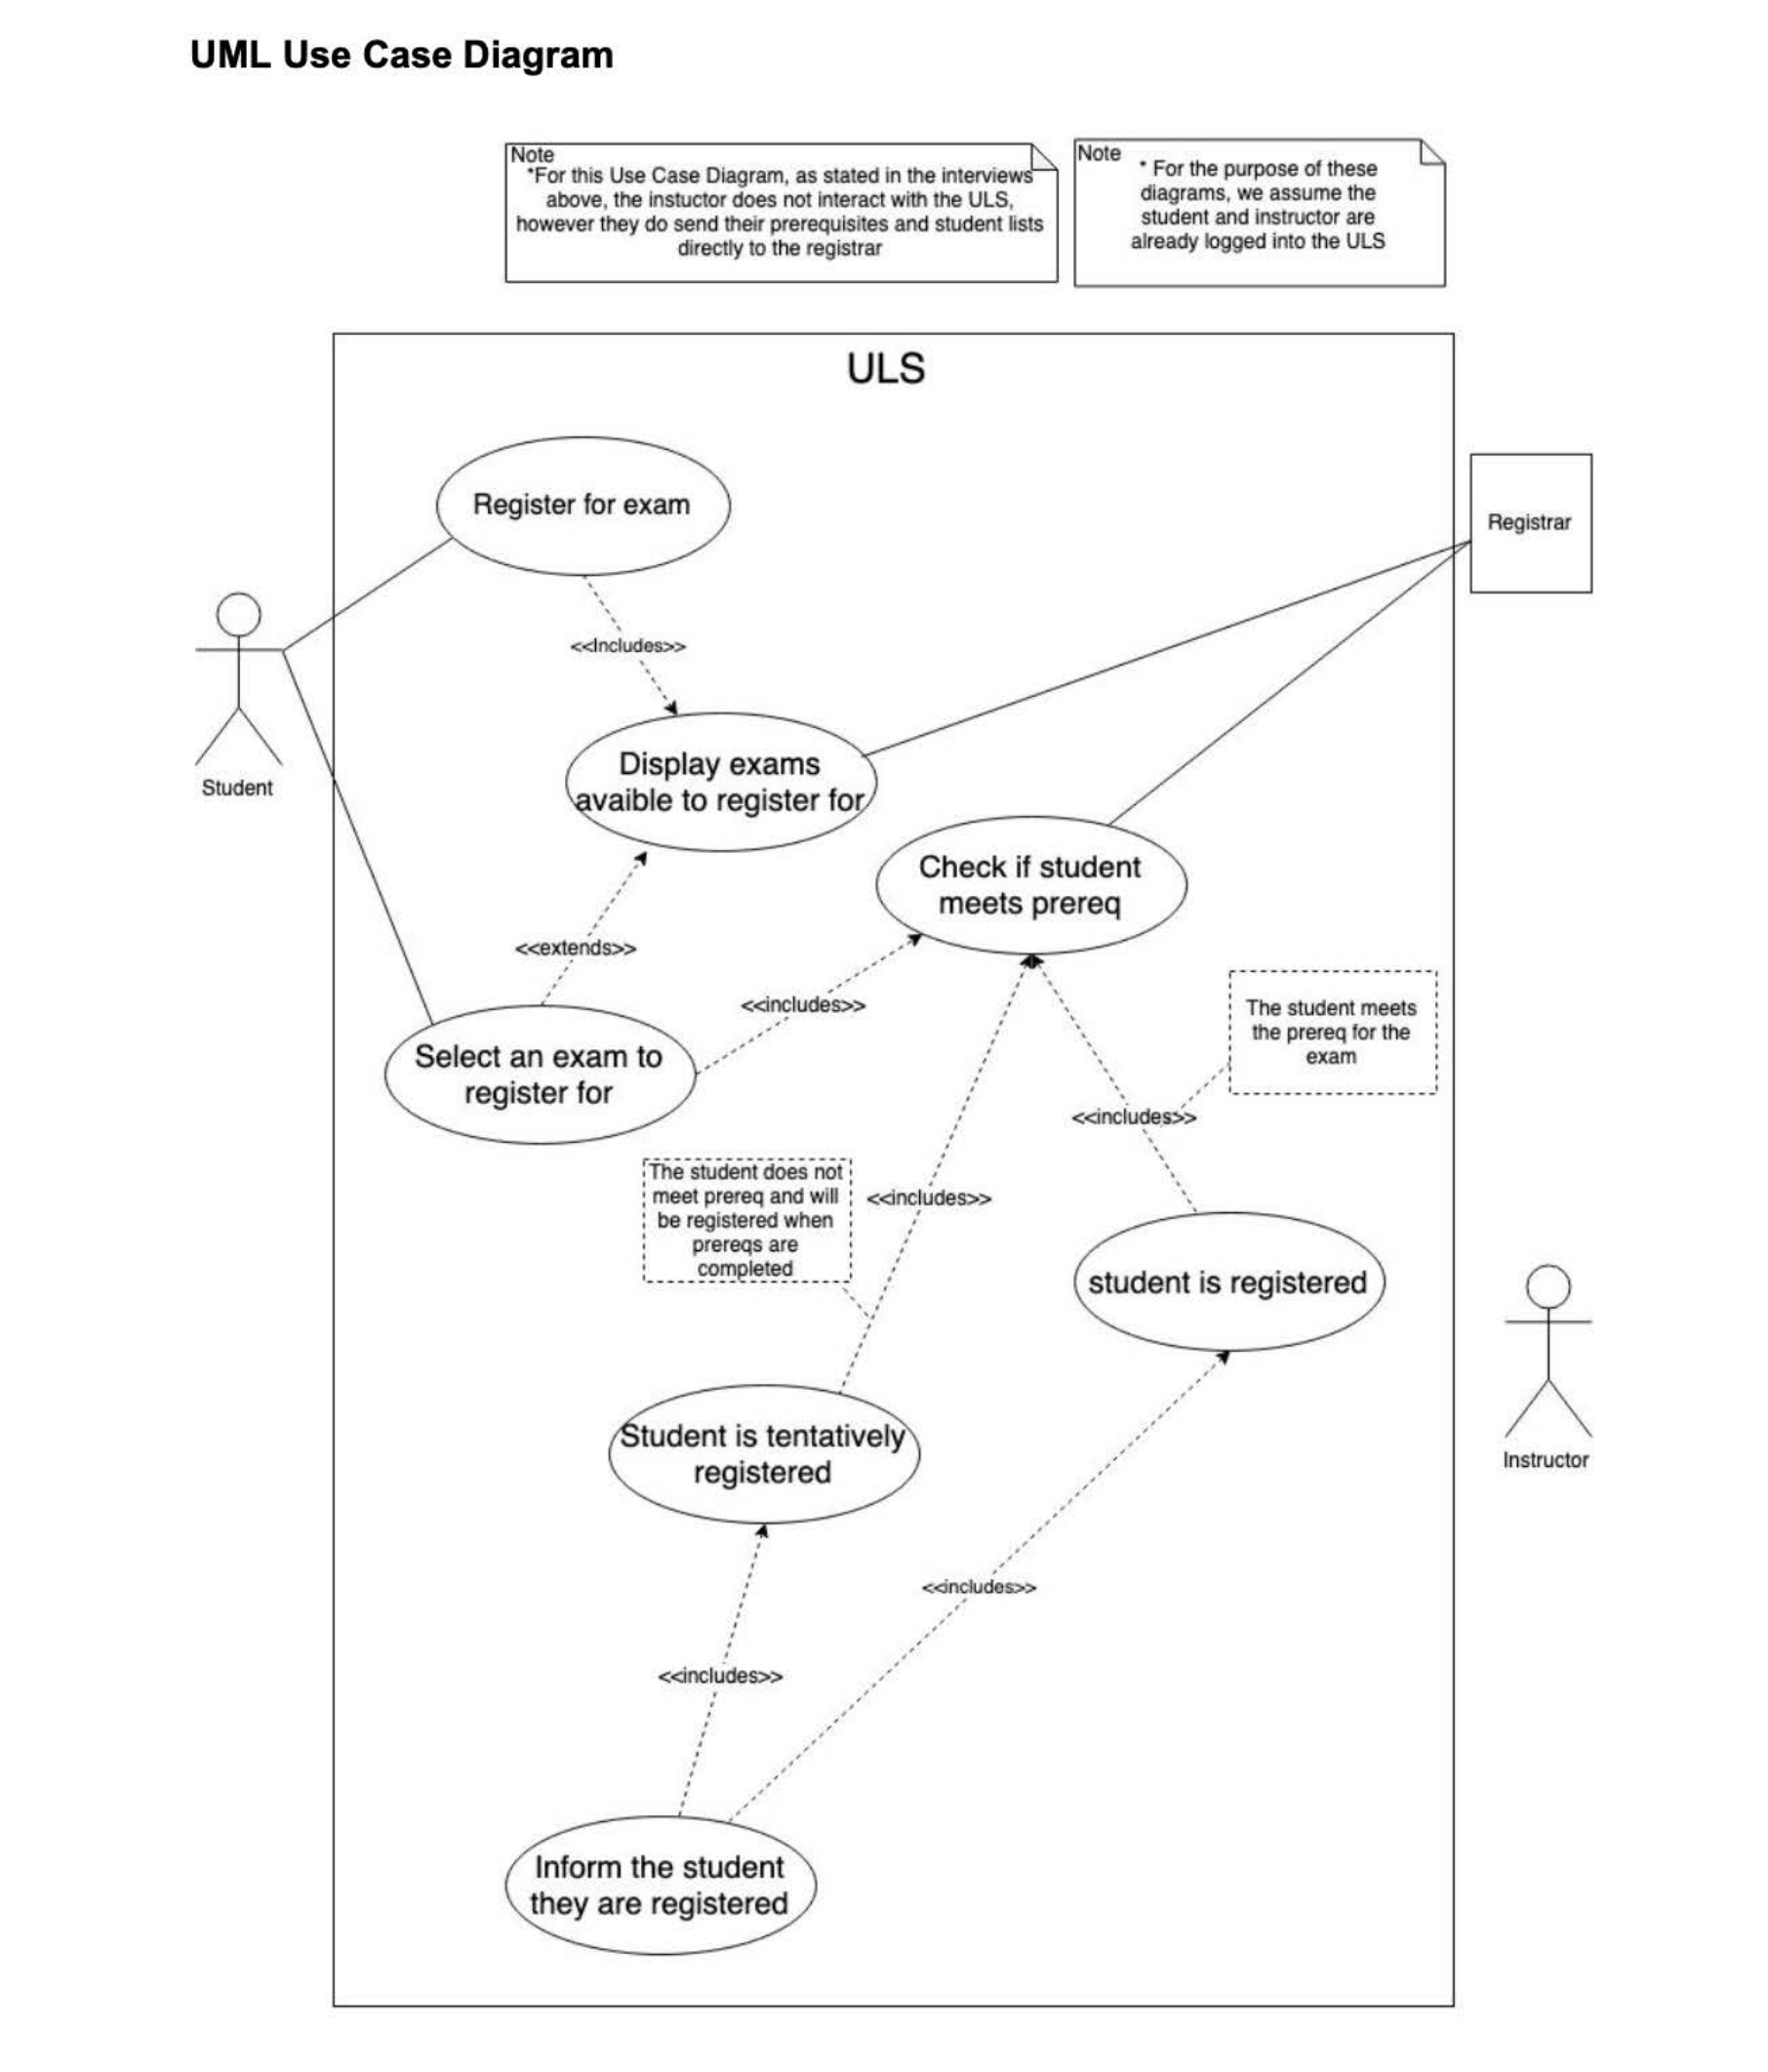 UML Use Case Diagram
Note
*For this Use Case Diagram, as stated in the interviews
above, the instuctor does not interact with the ULS,
however they do send their prerequisites and student lists
directly to the registrar
Note
* For the purpose of these
diagrams, we assume the
student and instructor are
already logged into the ULS
ULS
Register for exam
Registrar
<<Includes>>
Student
Display exams
avaible to register for
Check if student
meets prereq
<<extends>>
<<includes>>
The student meets
the prereq for the
exam
Select an exam to
register for
<<includes>>
The student does not
meet prereq and will
be registered when
prereqs are
completed
<<includes>>
student is registered
Student is tentatively
registered
Instructor
<<includes>>
<<includes>>
Inform the student
they are registered